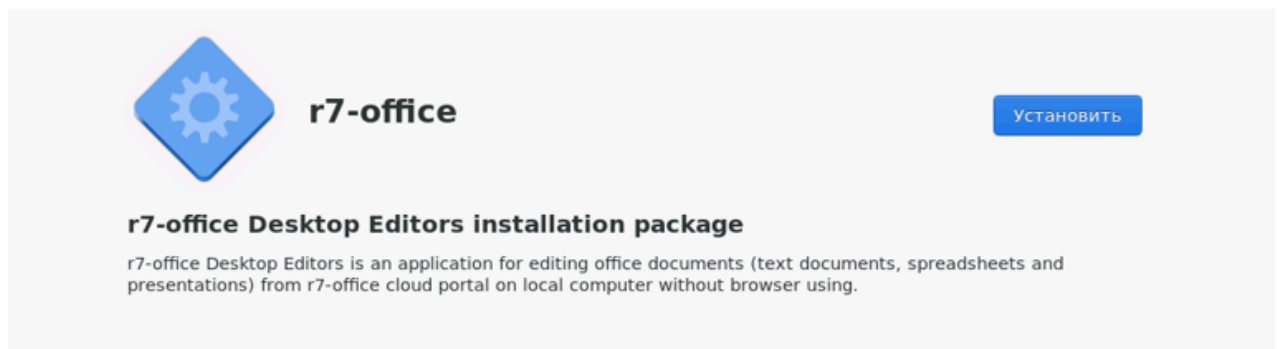 r7-office
Установить
r7-office Desktop Editors installation package
r7-office Desktop Editors is an application for editing office documents (text documents, spreadsheets and
presentations) from r7-office cloud portal on local computer without browser using.